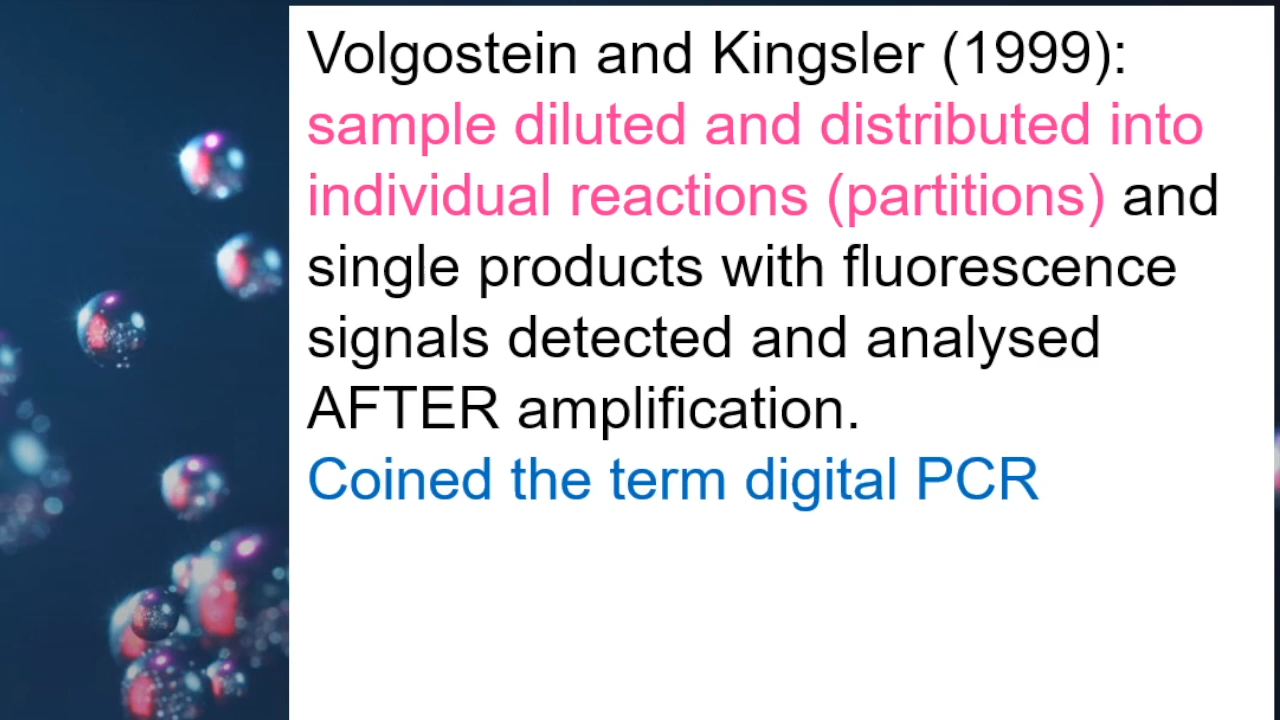 Volgostein and Kingsler (1999):
sample diluted and distributed into
individual reactions (partitions) and
single products with fluorescence
signals detected and analysed
AFTER amplification.
Coined the term digital PCR